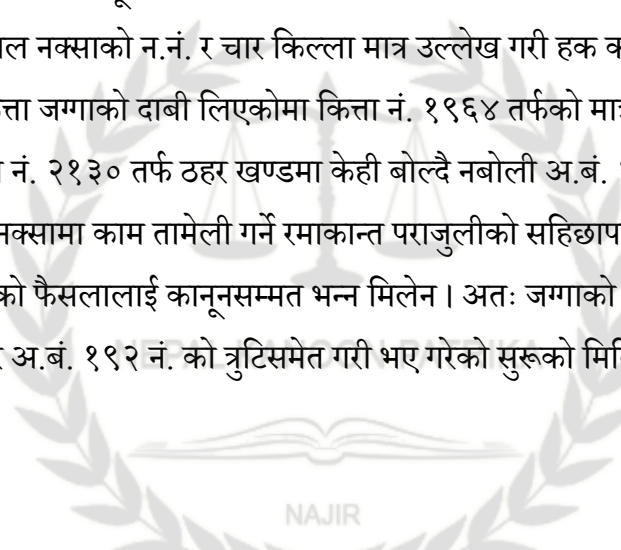 ल नक्साको न.नं. र चार किल्ला मात्र उल्लेख गरी हक
त्ता जग्गाको दाबी लिएकोमा कित्ता नं. १९६४ तर्फको
नं. २१३० तर्फ ठहर खण्डमा केही बोल्दै नबोली अ.बं.
नक्सामा काम तामेली गर्ने रमाकान्त पराजुलीको सहिछाप
को फैसलालाई कानूनसम्मत भन्न मिलेन । अतः जग्गाको
अ.बं. १९२ नं. को त्रुटिसमेत गरी भए गरेको सुरूको
NAJIR